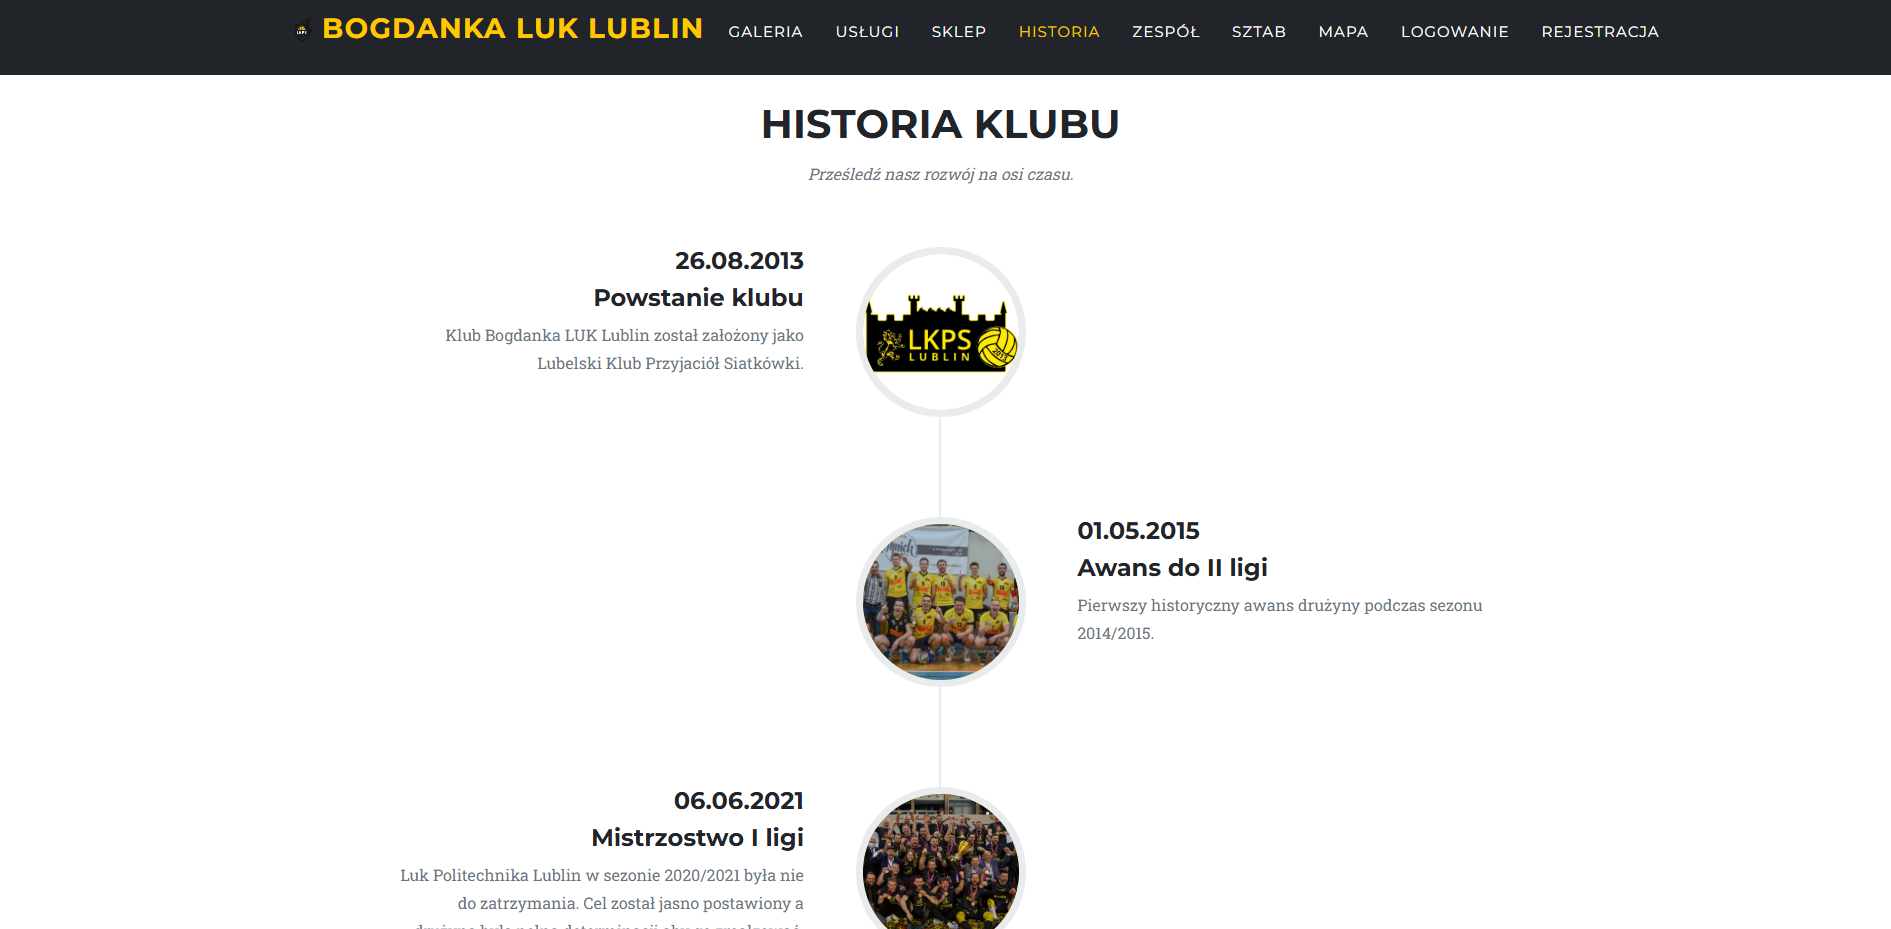 BOGDANKA LUK LUBLIN GALERIA USŁUGI SKLEP HISTORIA ZESPÓŁ SZTAB MAPA LOGOWANIE REJESTRACJA
HISTORIA KLUBU
Prześledź nasz rozwój na osi czasu.
26.08.2013
Powstanie klubu
Klub Bogdanka LUK Lublin został założony jako
Lubelski Klub Przyjaciół Siatkówki.
LKPS
LUBLIN
2013
01.05.2015
Awans do II ligi
Pierwszy historyczny awans drużyny podczas sezonu
2014/2015.
06.06.2021
Mistrzostwo I ligi
Luk Politechnika Lublin w sezonie 2020/2021 była nie
do zatrzymania. Cel został jasno postawiony a